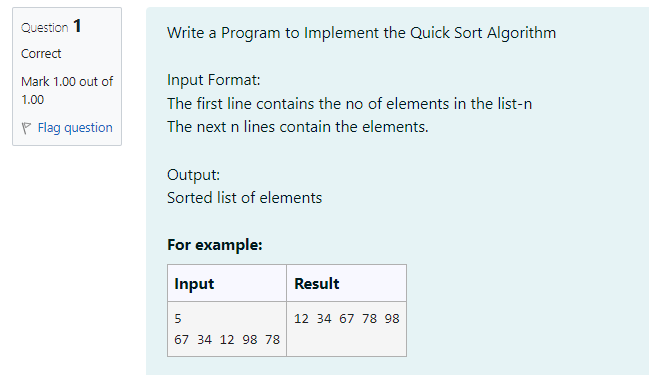 Question 1
Correct
Mark 1.00 out of
1.00
Flag question
Write a Program to Implement the Quick Sort Algorithm
Input Format:
The first line contains the no of elements in the list-n
The next n lines contain the elements.
Output:
Sorted list of elements
For example:
Input Result
5 12 34 67 78 98
67 34 12 98 78